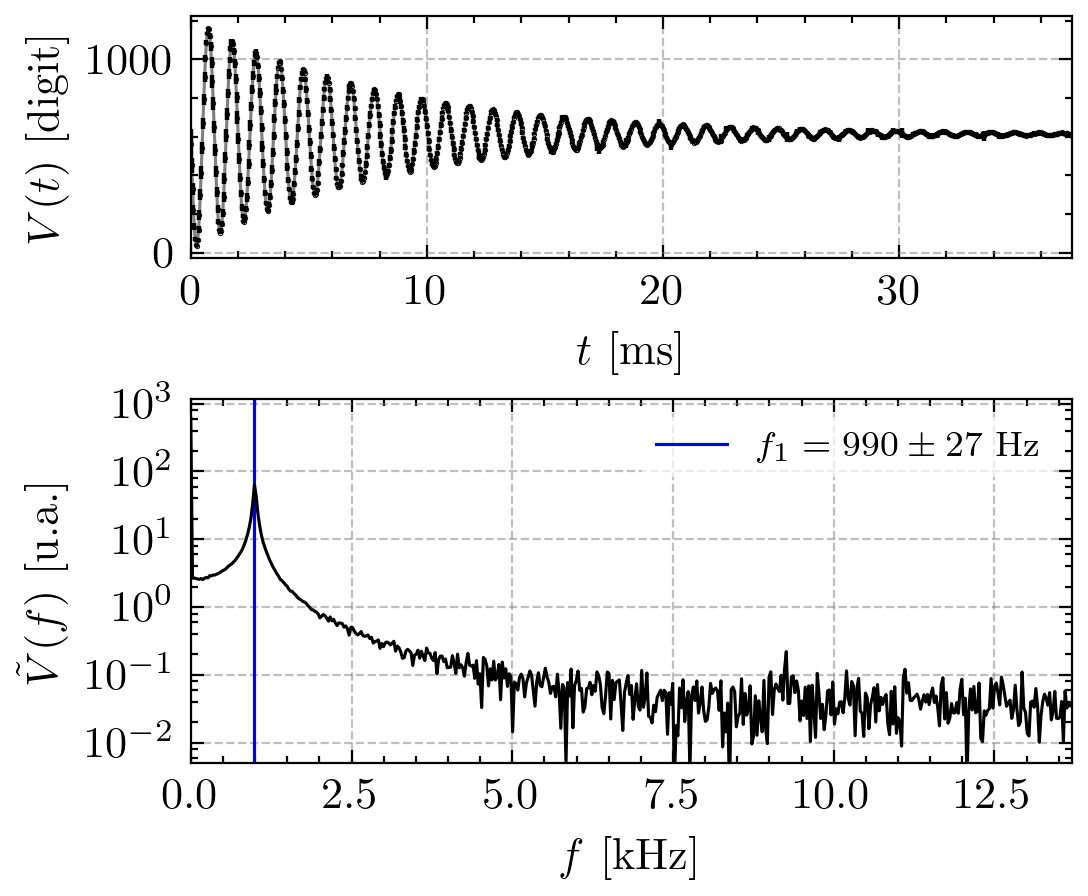 V(t) [digit]
1000
0
0 10 20 30
t [ms]
Ṽ(f) [u.a.]
10³
10²
10¹
10⁰
10⁻¹
10⁻²
f₁ = 990 ± 27 Hz
0.0 2.5 5.0 7.5 10.0 12.5
f [kHz]